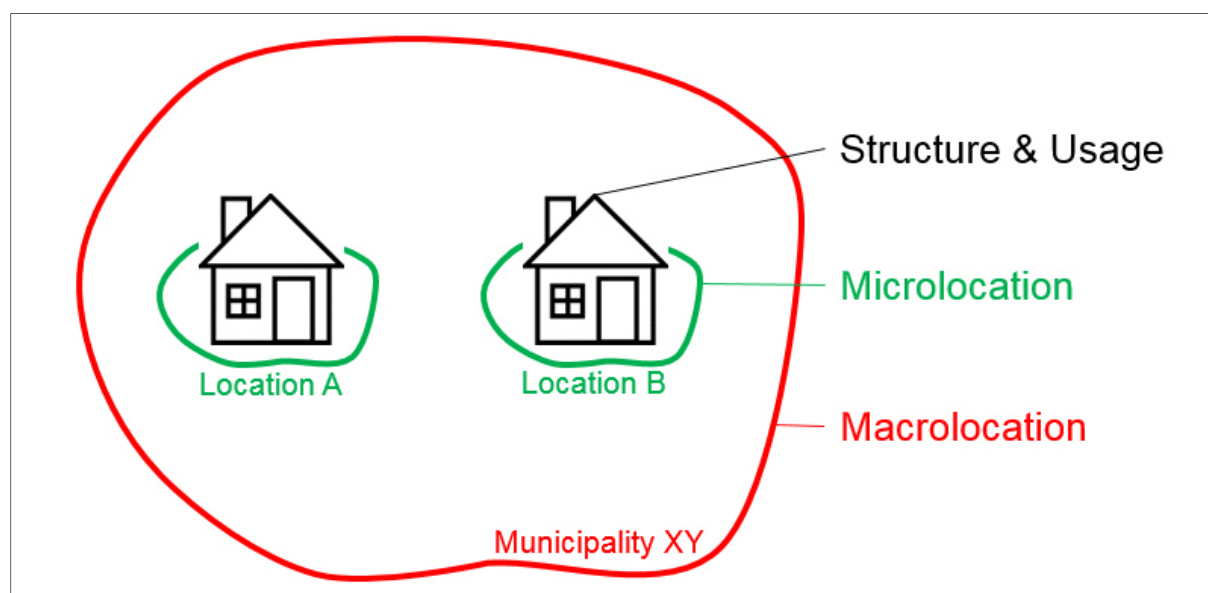 Structure & Usage
Microlocation
Location A
Location B
Macrolocation
Municipality XY